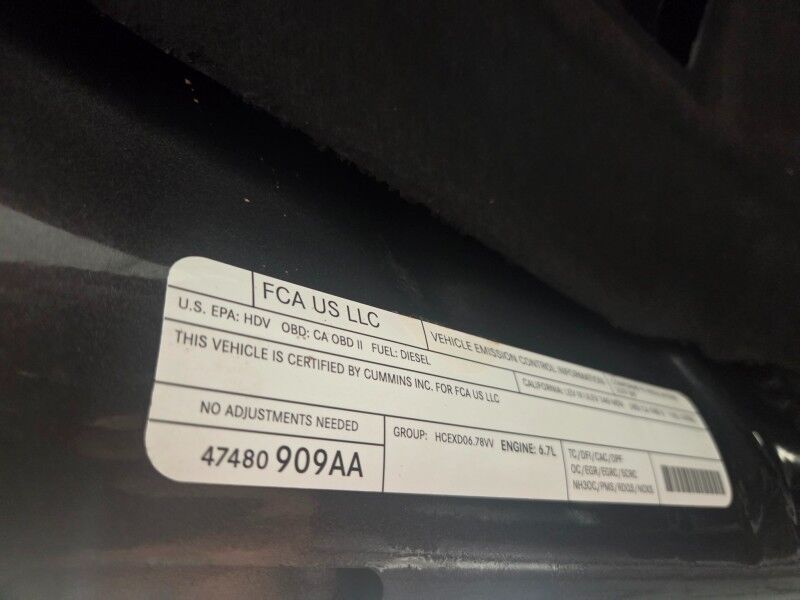 FCA US LLC
VEHICLE EMISSION CONTROL INFORMATION
U.S. EPA: HDV OBD: CA OBD II FUEL: DIESEL
THIS VEHICLE IS CERTIFIED BY CUMMINS INC. FOR FCA US LLC
CALIFORNIA:
NO ADJUSTMENTS NEEDED
47480 909AA
GROUP: HCEXD06.78VV ENGINE: 6.7L
TC/DFI/CAC/DPF
OC/EGR/EGRC/SCRC
NH3OC/PMS/RDQS/NOXS